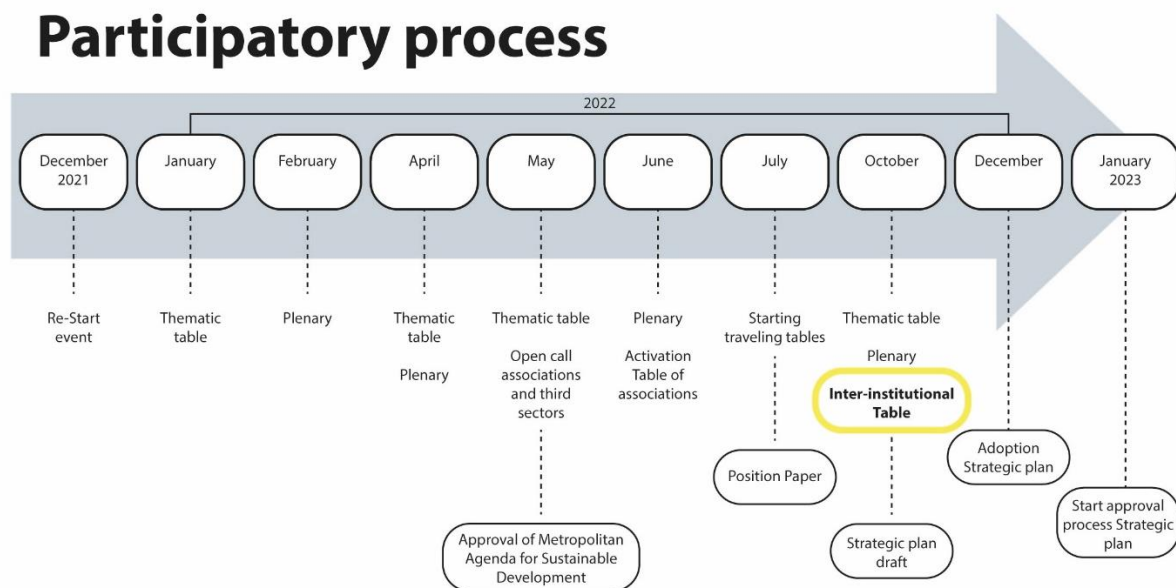 Participatory process
2022
December
2021
January
February
April
May
June
July
October
December
January
2023
Re-Start
event
Thematic
table
Plenary
Thematic
table
Plenary
Thematic table
Open call
associations
and third
sectors
Plenary
Activation
Table of
associations
Starting
traveling tables
Thematic table
Plenary
Inter-institutional
Table
Position Paper
Adoption
Strategic plan
Approval of Metropolitan
Agenda for Sustainable
Development
Strategic plan
draft
Start approval
process Strategic
plan